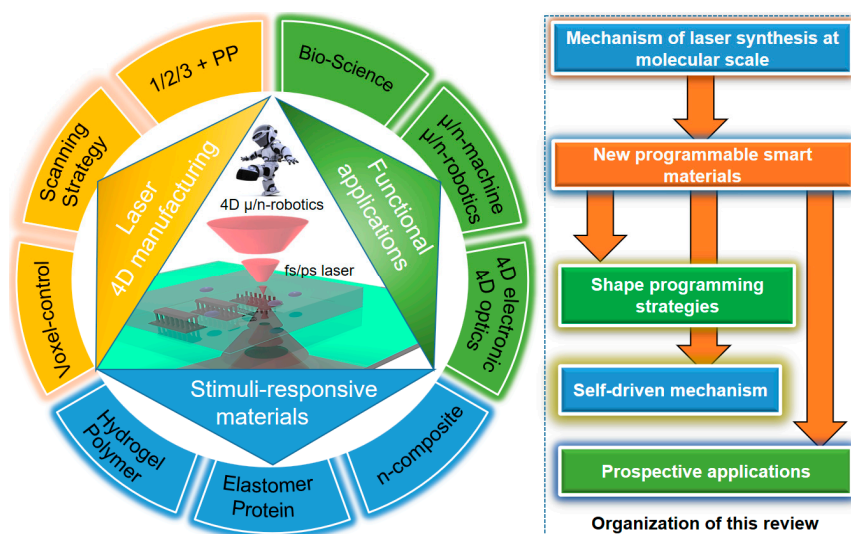 1/2/3 + PP
Scanning
Strategy
Voxel-control
Laser
4D manufacturing
Bio-Science
µ/n-machine
µ/n-robotics
4D electronic
4D optics
Functional
applications
4D µ/n-robotics
fs/ps laser
Stimuli-responsive
materials
Hydrogel
Polymer
Elastomer
Protein
n-composite
Mechanism of laser synthesis at
molecular scale
New programmable smart
materials
Shape programming
strategies
Self-driven mechanism
Prospective applications
Organization of this review